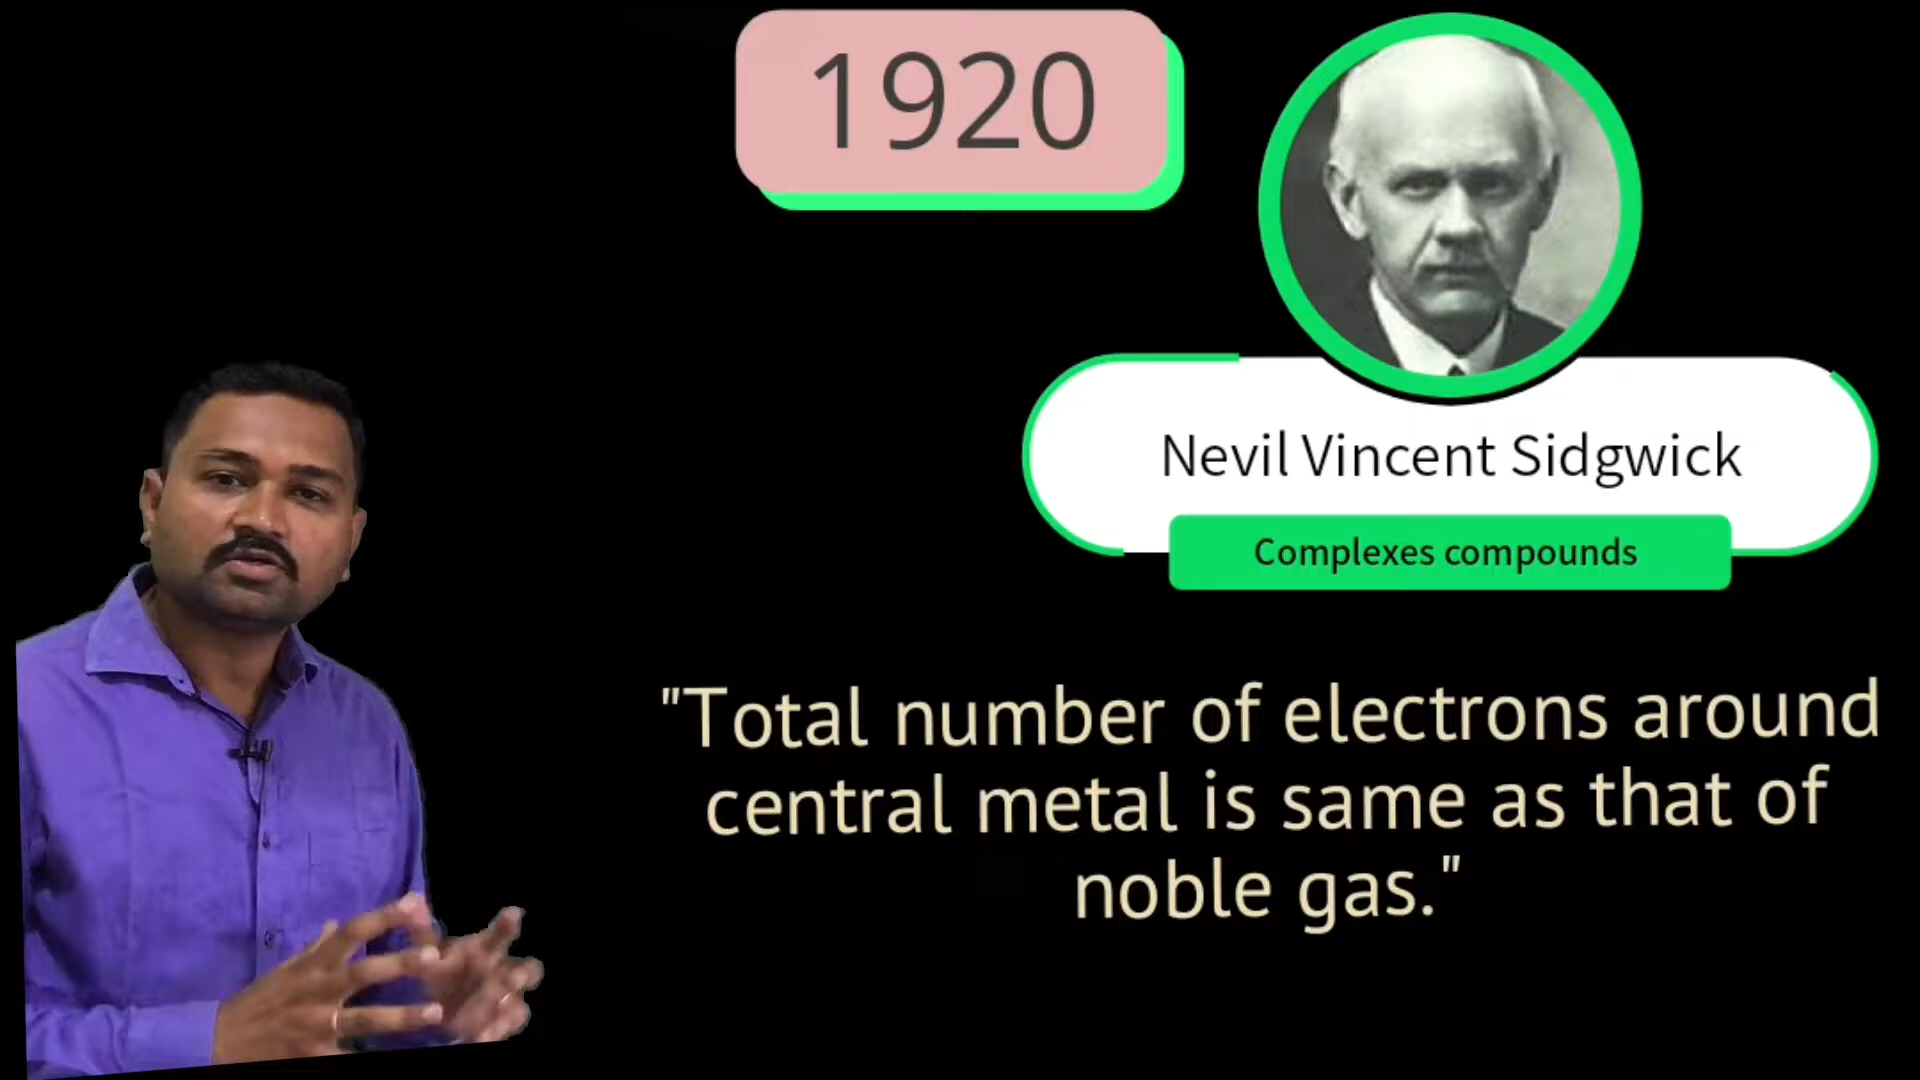 1920
Nevil Vincent Sidgwick
Complexes compounds
"Total number of electrons around
central metal is same as that of
noble gas."